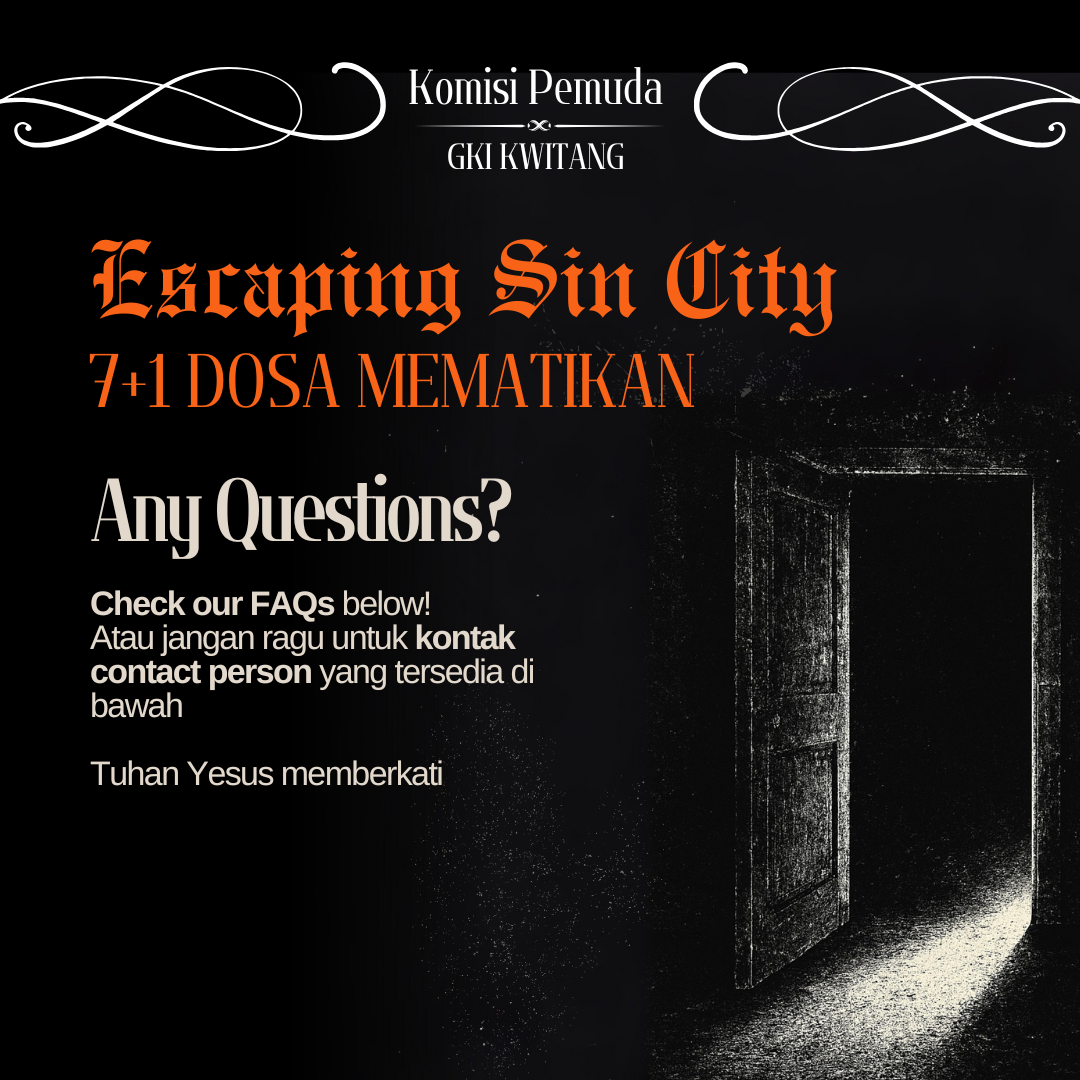 Komisi Pemuda
GKI KWITANG
Escaping Sin City
7+1 DOSA MEMATIKAN
Any Questions?
Check our FAQs below!
Atau jangan ragu untuk kontak
contact person yang tersedia di
bawah
Tuhan Yesus memberkati